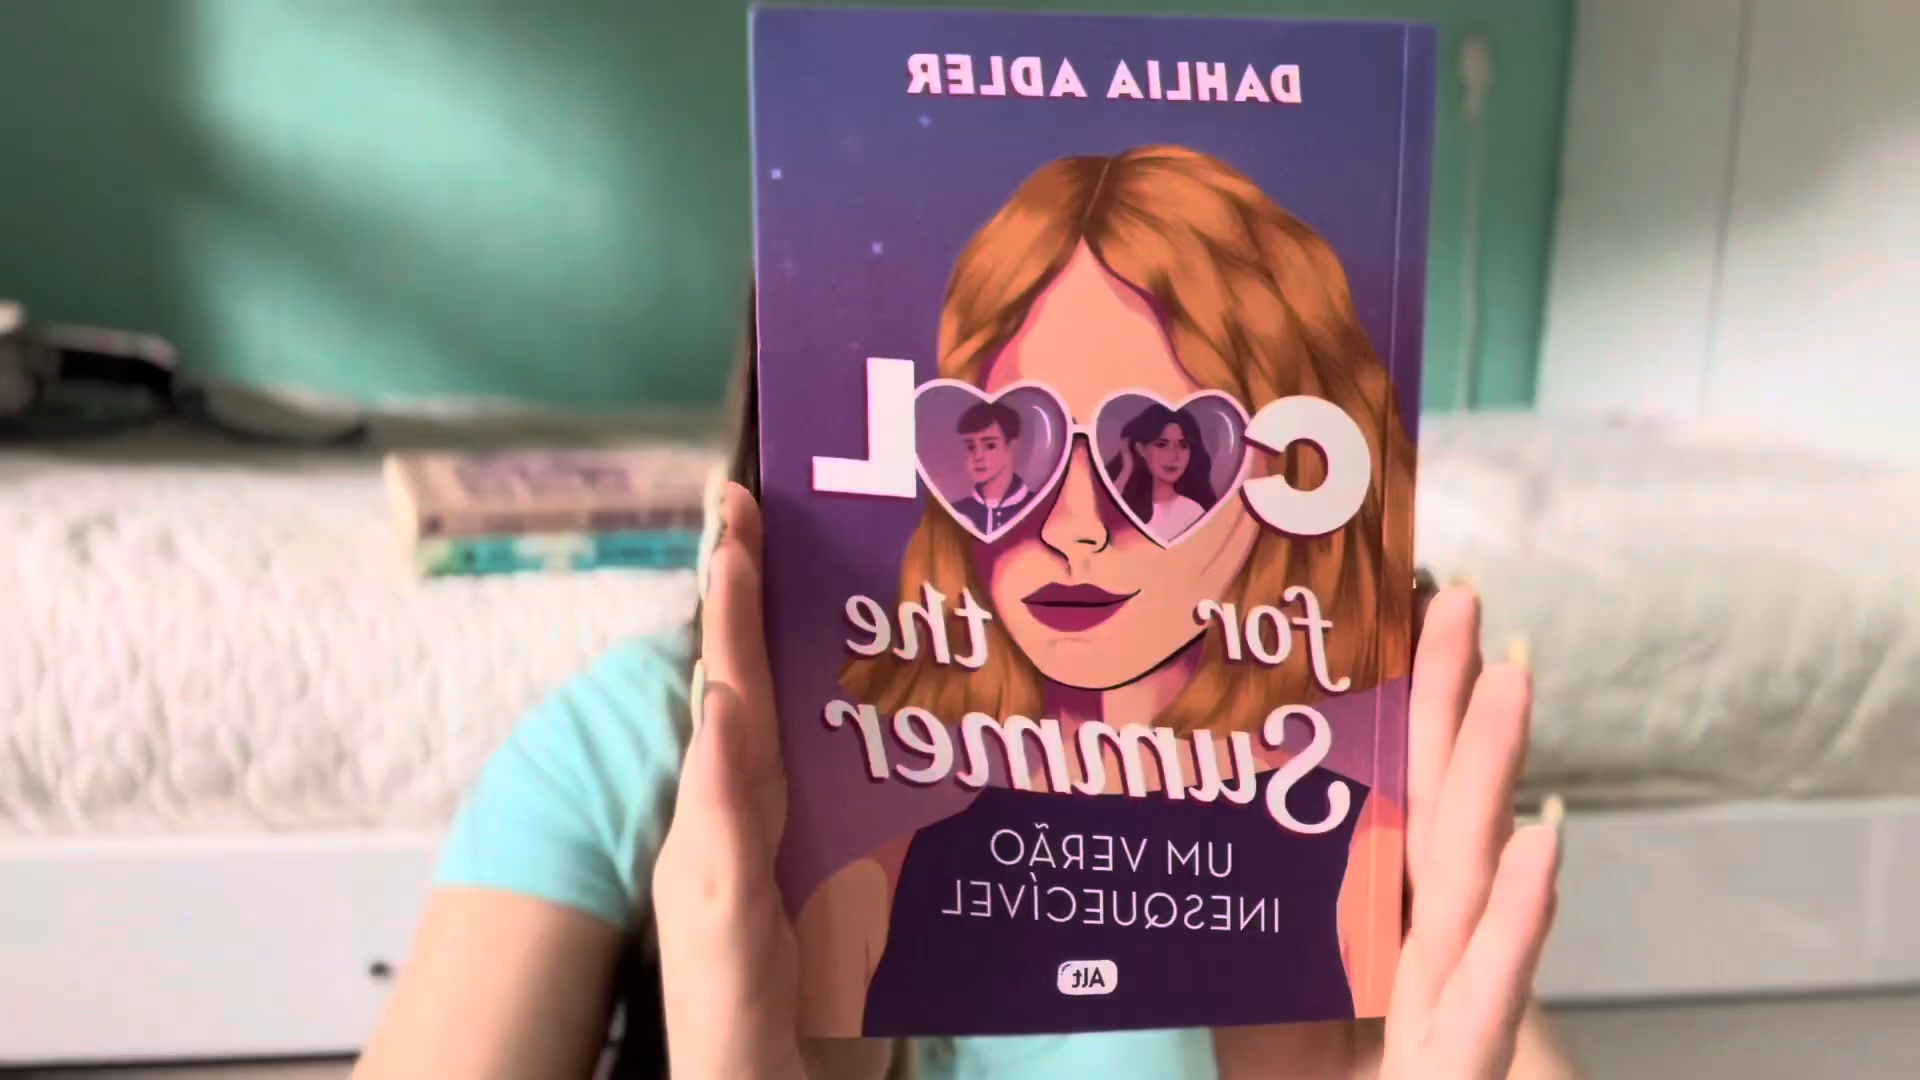 DAHLIA ADLER
COOL
for the
Summer
UM VERÃO
INESQUECÍVEL
Alt